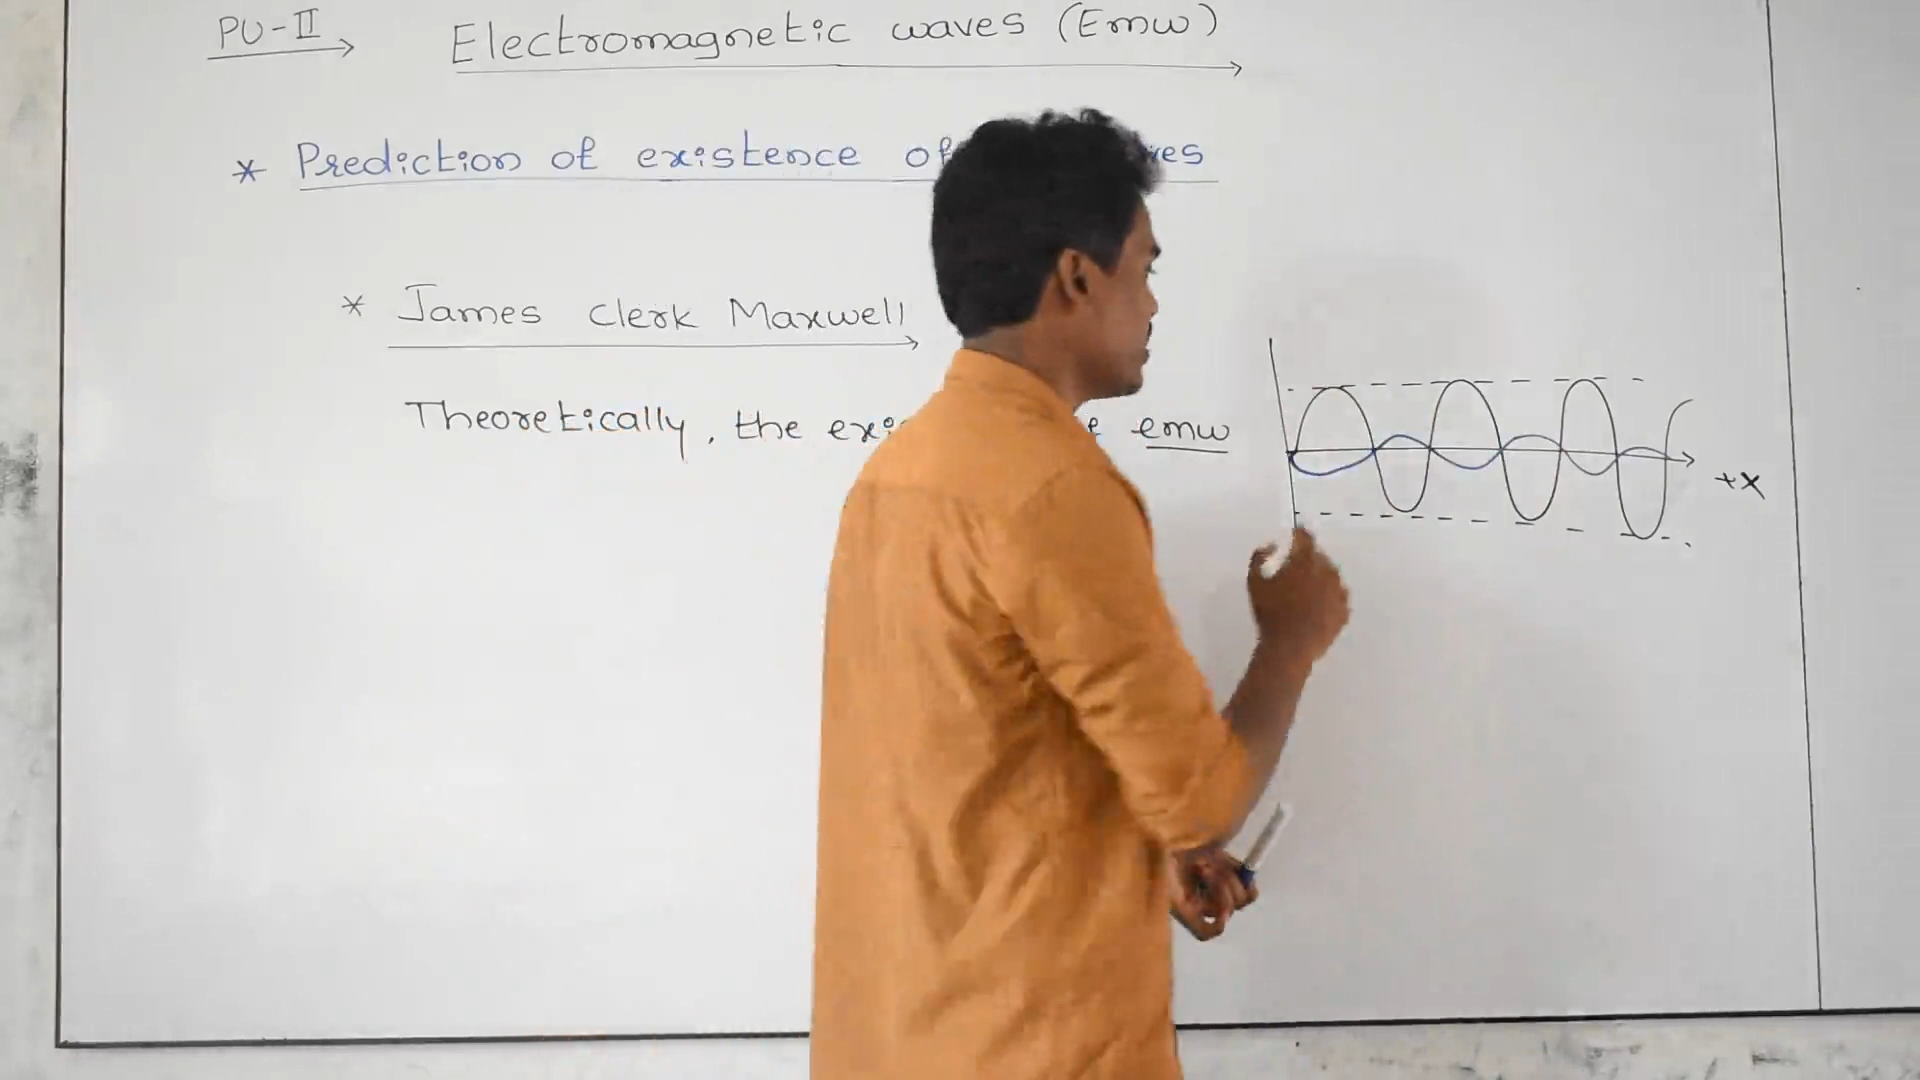 PU-II Electromagnetic waves (Emw)
* Prediction of existence of
* James Clerk Maxwell
Theoretically, the emw
+x